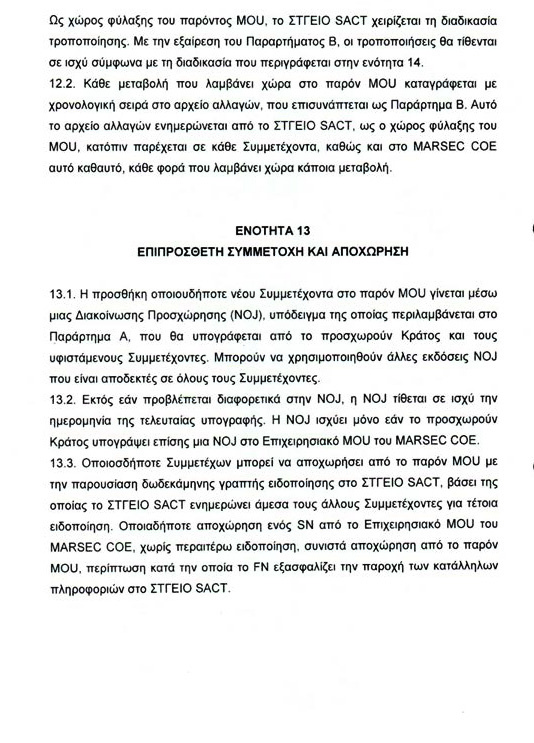 Ως χώρος φύλαξης του παρόντος MOU, το ΣΤΓΕΙΟ SACT χειρίζεται τη διαδικασία
τροποποίησης. Με την εξαίρεση του Παραρτήματος Β, οι τροποποιήσεις θα τίθενται
σε ισχύ σύμφωνα με τη διαδικασία που περιγράφεται στην ενότητα 14.
12.2. Κάθε μεταβολή που λαμβάνει χώρα στο παρόν MOU καταγράφεται με
χρονολογική σειρά στο αρχείο αλλαγών, που επισυνάπτεται ως Παράρτημα Β. Αυτό
το αρχείο αλλαγών ενημερώνεται από το ΣΤΓΕΙΟ SACT, ως ο χώρος φύλαξης του
MOU, κατόπιν παρέχεται σε κάθε Συμμετέχοντα, καθώς και στο MARSEC COE
αυτό καθαυτό, κάθε φορά που λαμβάνει χώρα κάποια μεταβολή.
ΕΝΟΤΗΤΑ 13
ΕΠΙΠΡΟΣΘΕΤΗ ΣΥΜΜΕΤΟΧΗ ΚΑΙ ΑΠΟΧΩΡΗΣΗ
13.1. Η προσθήκη οποιουδήποτε νέου Συμμετέχοντα στο παρόν MOU γίνεται μέσω
μιας Διακοίνωσης Προσχώρησης (NOJ), υπόδειγμα της οποίας περιλαμβάνεται στο
Παράρτημα Α, που θα υπογράφεται από το προσχωρούν Κράτος και τους
υφιστάμενους Συμμετέχοντες. Μπορούν να χρησιμοποιηθούν άλλες εκδόσεις NOJ
που είναι αποδεκτές σε όλους τους Συμμετέχοντες.
13.2. Εκτός εάν προβλέπεται διαφορετικά στην NOJ, η NOJ τίθεται σε ισχύ την
ημερομηνία της τελευταίας υπογραφής. Η NOJ ισχύει μόνο εάν το προσχωρούν
Κράτος υπογράψει επίσης μια NOJ στο Επιχειρησιακό MOU του MARSEC COE.
13.3. Οποιοσδήποτε Συμμετέχων μπορεί να αποχωρήσει από το παρόν MOU με
την παρουσίαση δωδεκάμηνης γραπτής ειδοποίησης στο ΣΤΓΕΙΟ SACT, βάσει της
οποίας το ΣΤΓΕΙΟ SACT ενημερώνει άμεσα τους άλλους Συμμετέχοντες για τέτοια
ειδοποίηση. Οποιαδήποτε αποχώρηση ενός SN από το Επιχειρησιακό MOU του
MARSEC COE, χωρίς περαιτέρω ειδοποίηση, συνιστά αποχώρηση από το παρόν
MOU, περίπτωση κατά την οποία το FN εξασφαλίζει την παροχή των κατάλληλων
πληροφοριών στο ΣΤΓΕΙΟ SACT.